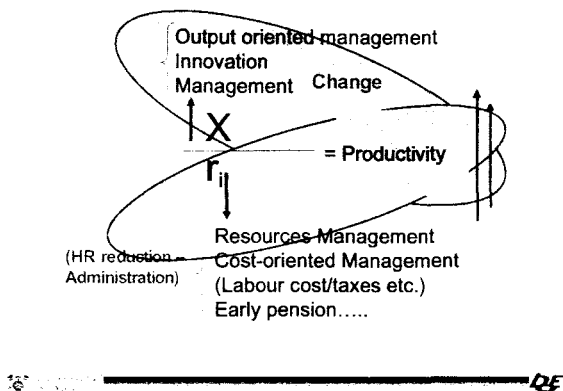 Output oriented management
Innovation
Management Change
X
= Productivity
ri
Resources Management
(HR reduction –
Cost-oriented Management
Administration)
(Labour cost/taxes etc.)
Early pension…..